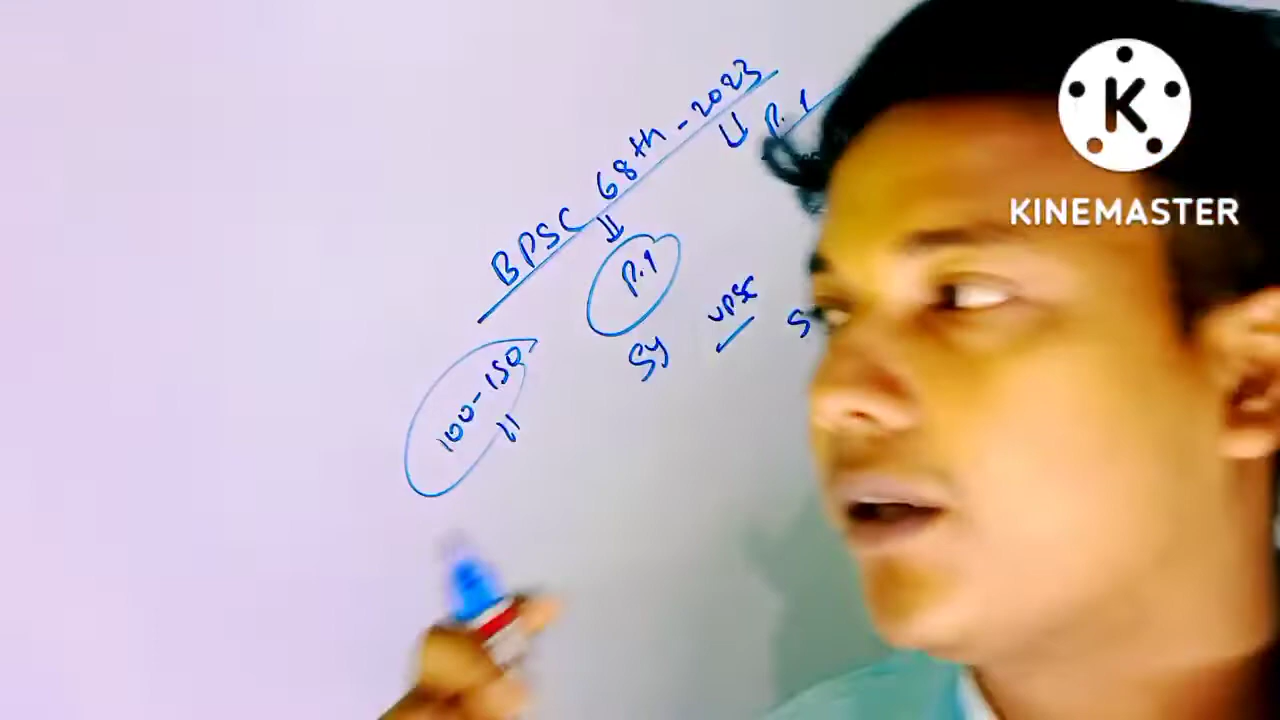 BPSC 68th - 2023
P.1
P.1
Sy
UPSC
S
100-150
K
KINEMASTER